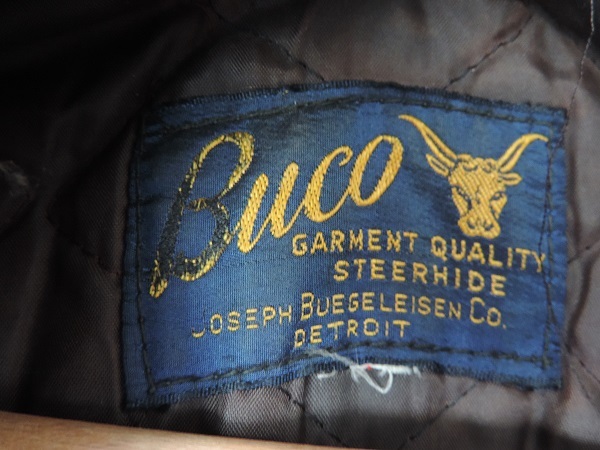 Buco
GARMENT QUALITY
STEERHIDE
JOSEPH BUEGELEISEN CO.
DETROIT